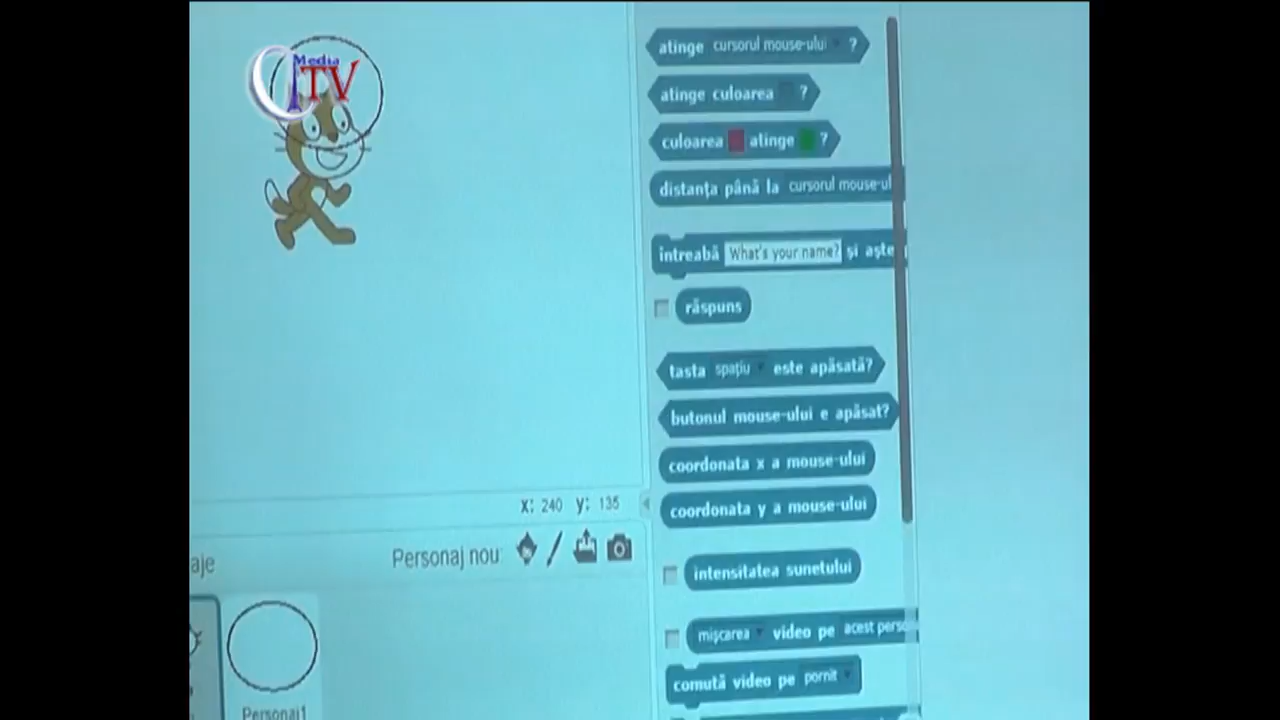 Media
TV
atinge cursorul mouse-ului ?
atinge culoarea ?
culoarea atinge ?
distanța până la cursorul mouse-ul
întreabă What's your name? și aște
răspuns
tasta spațiu este apăsată?
butonul mouse-ului e apăsat?
coordonata x a mouse-ului
coordonata y a mouse-ului
x: 240 y: 135
aje
Personaj nou
intensitatea sunetului
mișcarea video pe acest perso
comută video pe pornit
Personaj1